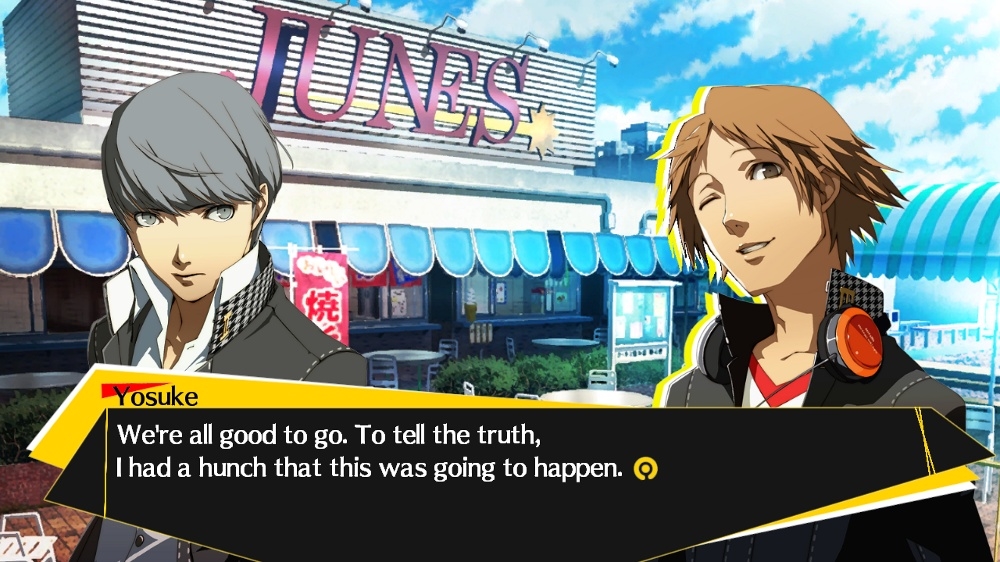 JUNES
焼
Yosuke
We're all good to go. To tell the truth,
I had a hunch that this was going to happen.